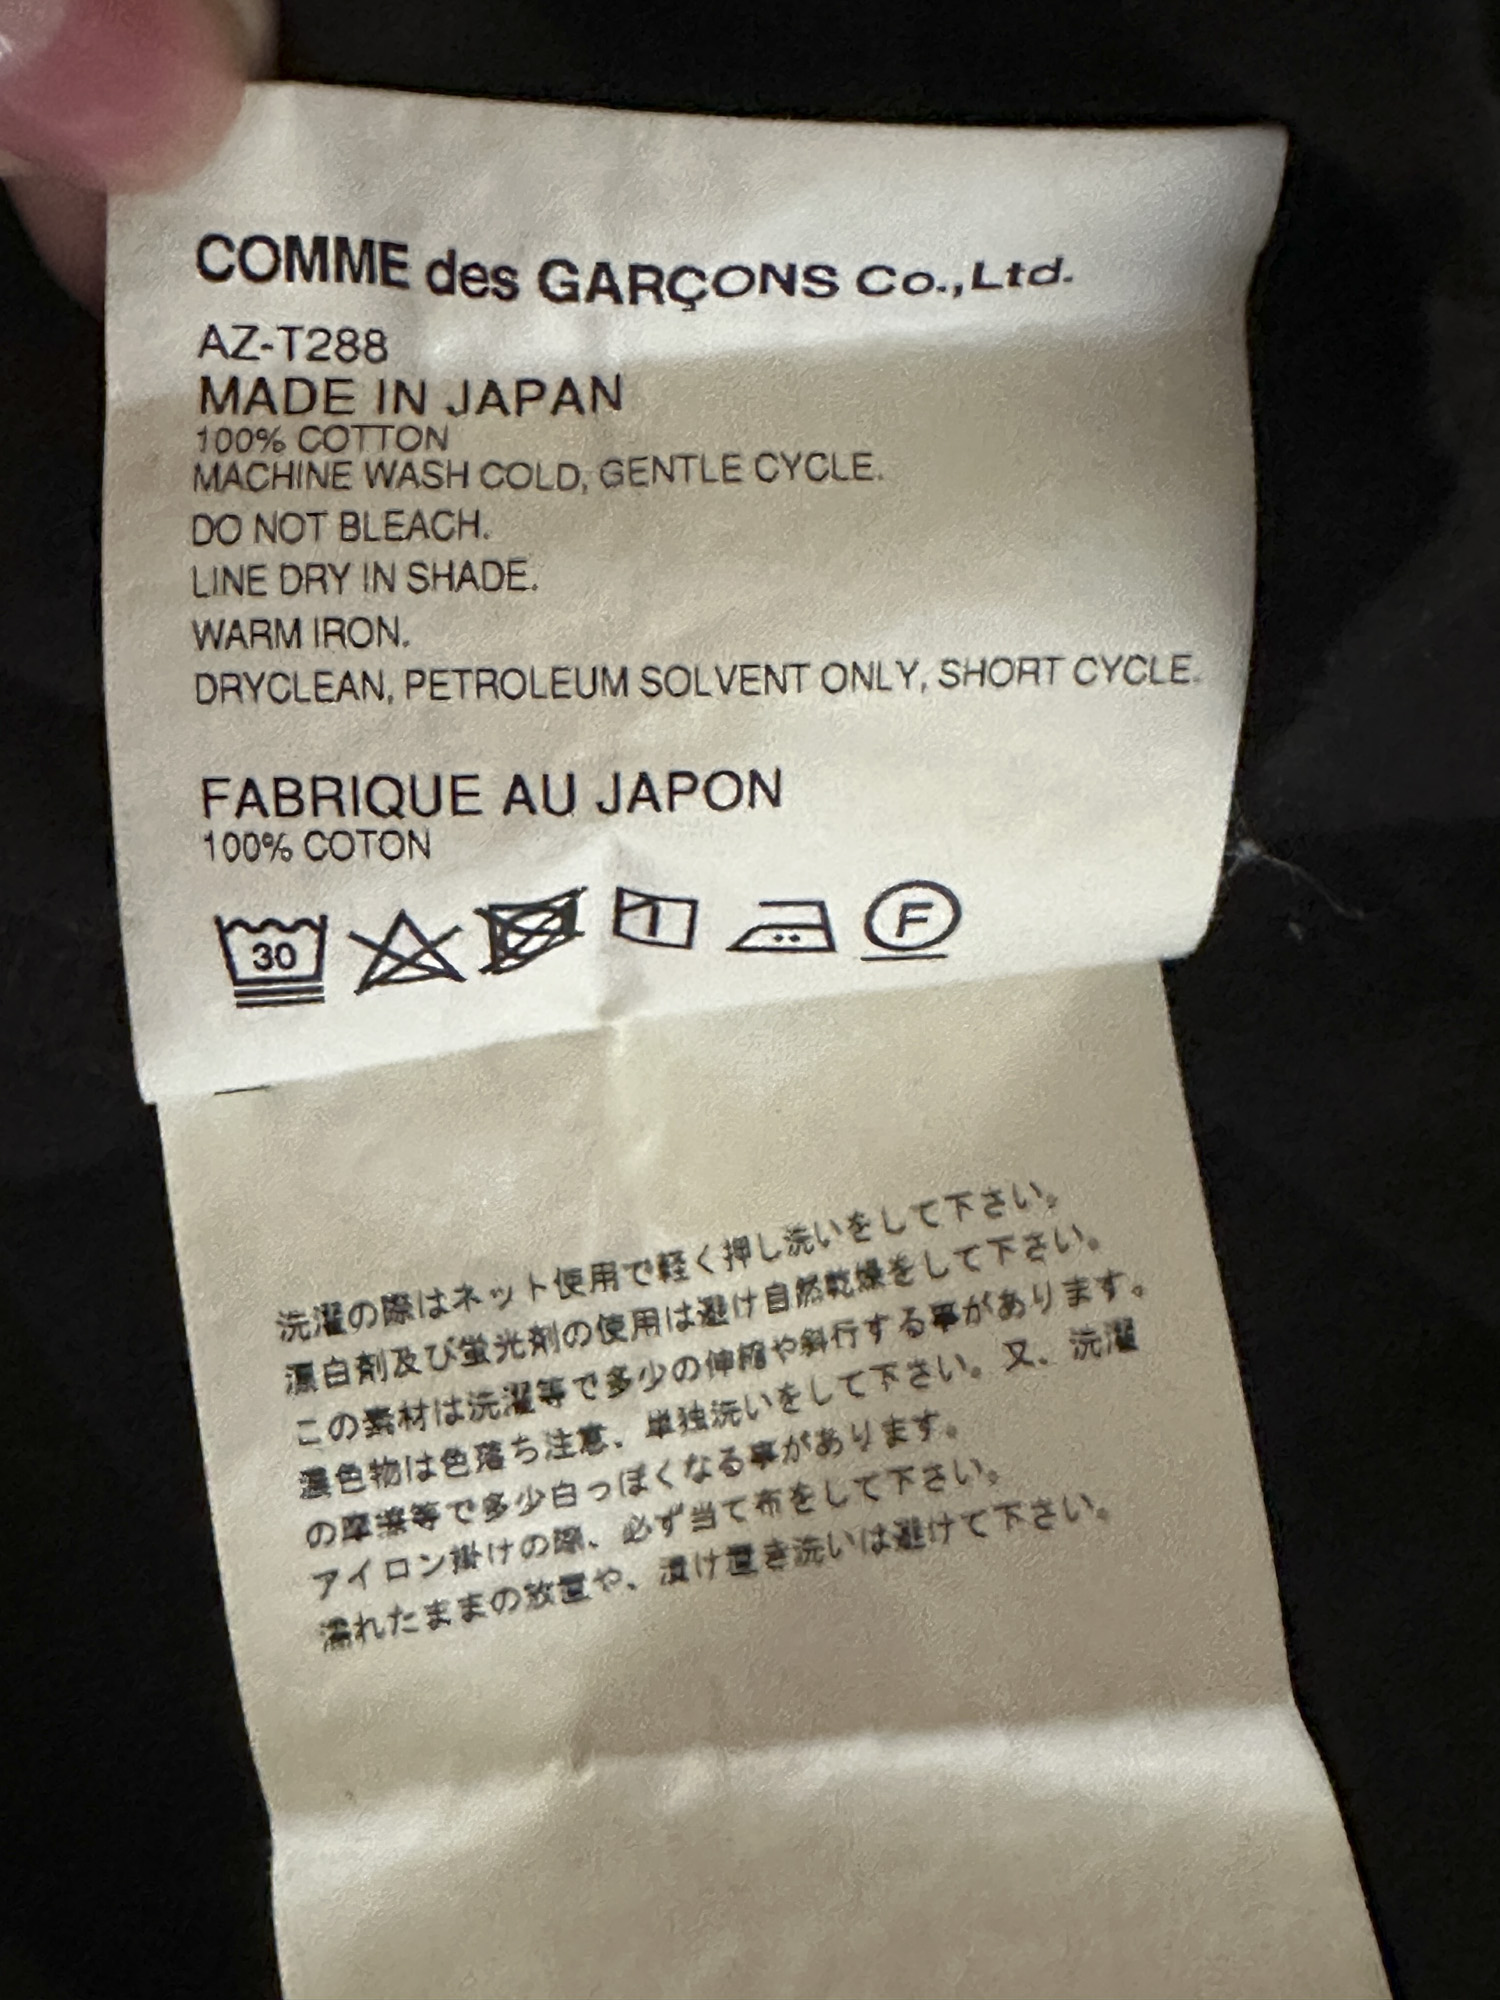 COMME des GARÇONS Co.,Ltd.
AZ-T288
MADE IN JAPAN
100% COTTON
MACHINE WASH COLD, GENTLE CYCLE.
DO NOT BLEACH.
LINE DRY IN SHADE.
WARM IRON.
DRYCLEAN, PETROLEUM SOLVENT ONLY, SHORT CYCLE.
FABRIQUE AU JAPON
100% COTON
30 F
洗濯の際はネット使用で軽く押し洗いをして下さい。
漂白剤及び蛍光剤の使用は避け自然乾燥をして下さい。
この素材は洗濯等で多少の伸縮や斜行する事があります。
濃色物は色落ち注意、単独洗いをして下さい。又、洗濯
の摩擦等で多少白っぽくなる事があります。
アイロン掛けの際、必ず当て布をして下さい。
濡れたままの放置や、漬け置き洗いは避けて下さい。